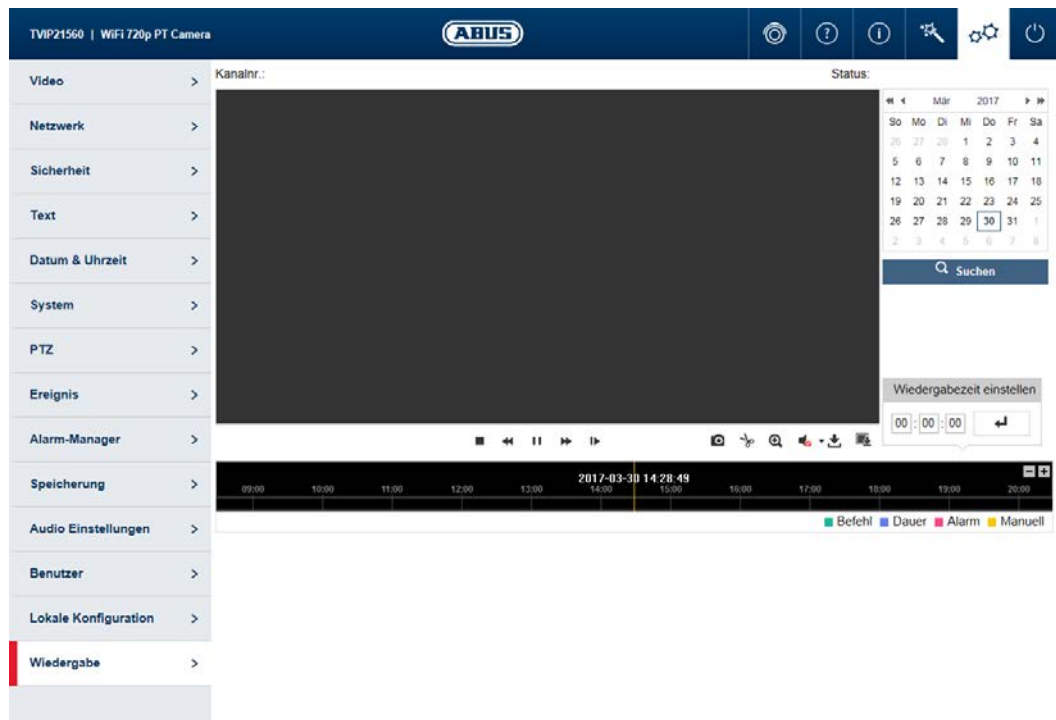 TVIP21560 | WiFi 720p PT Camera
ABUS
Video
Netzwerk
Sicherheit
Text
Datum & Uhrzeit
System
PTZ
Ereignis
Alarm-Manager
Speicherung
Audio Einstellungen
Benutzer
Lokale Konfiguration
Wiedergabe
Kanalnr.:
Status:
Mär 2017
So Mo Di Mi Do Fr Sa
26 27 28 1 2 3 4
5 6 7 8 9 10 11
12 13 14 15 16 17 18
19 20 21 22 23 24 25
26 27 28 29 30 31 1
2 3 4 5 6 7 8
Suchen
Wiedergabezeit einstellen
00 : 00 : 00
2017-03-30 14:28:49
09:00 10:00 11:00 12:00 13:00 14:00 15:00 16:00 17:00 18:00 19:00 20:00
Befehl Dauer Alarm Manuell